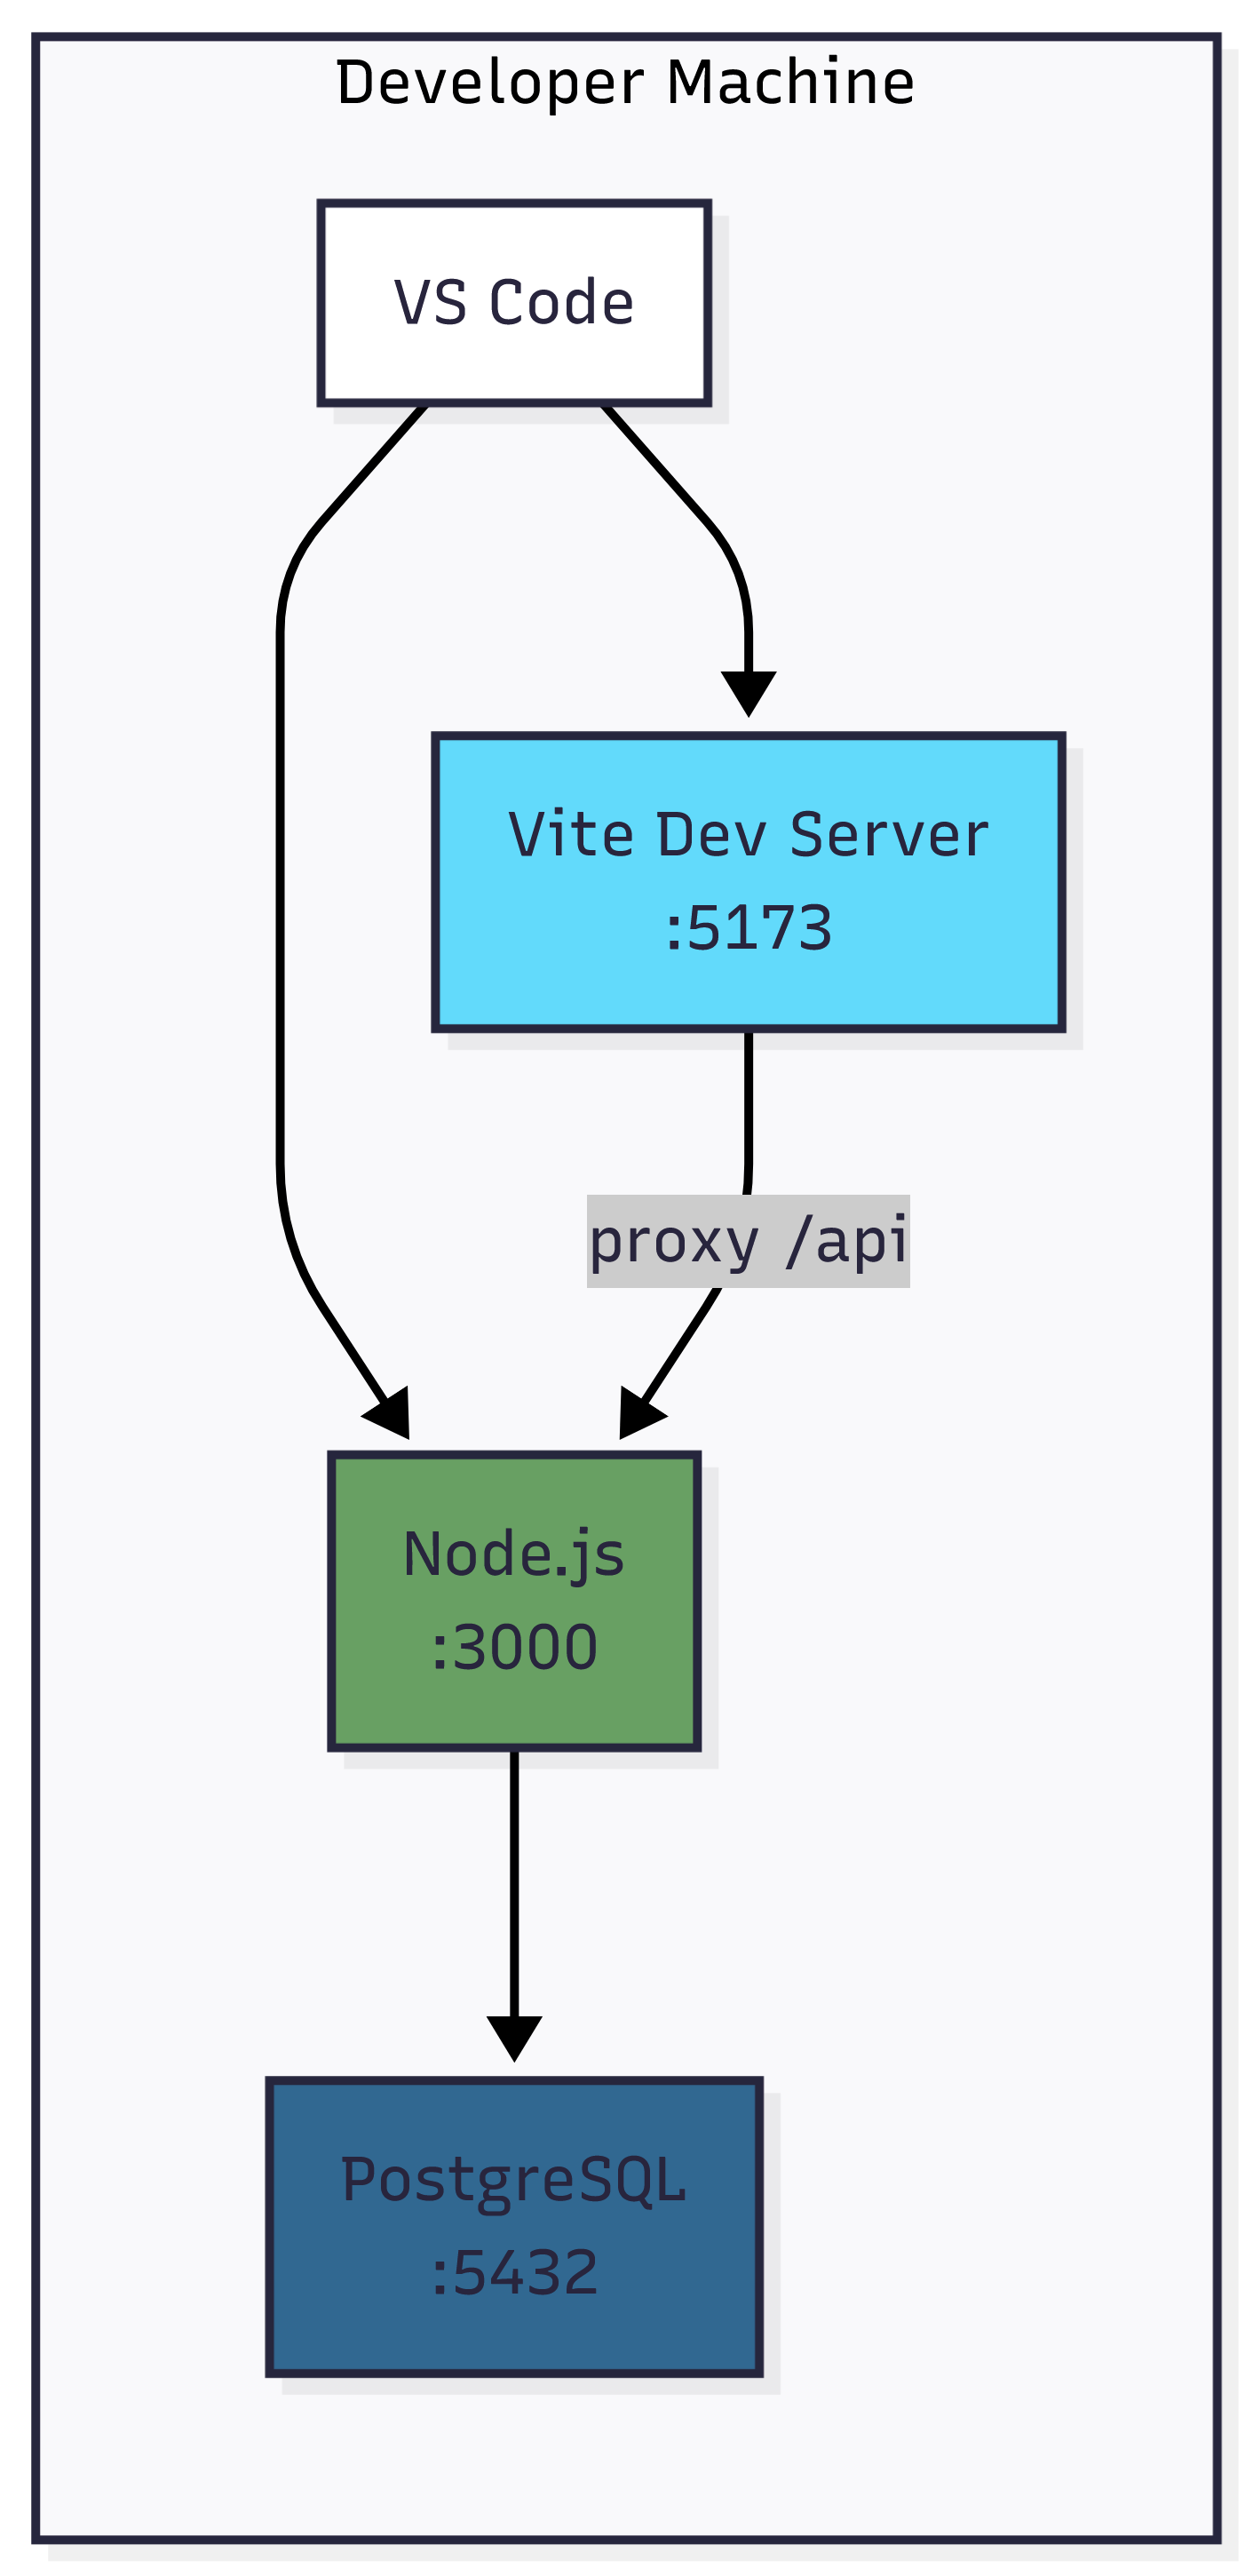 Developer Machine
VS Code
Vite Dev Server
:5173
proxy /api
Node.js
:3000
PostgreSQL
:5432